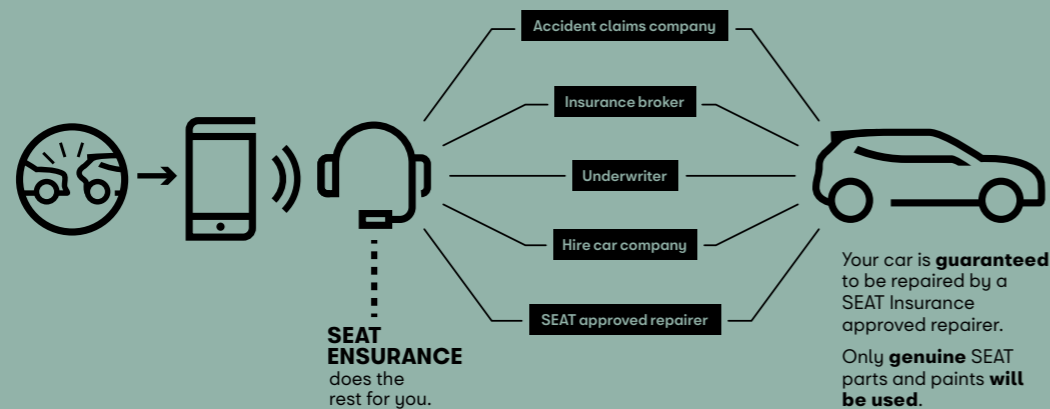 Accident claims company
Insurance broker
Underwriter
Hire car company
SEAT approved repairer
SEAT
ENSURANCE
does the
rest for you.
Your car is guaranteed
to be repaired by a
SEAT Insurance
approved repairer.
Only genuine SEAT
parts and paints will
be used.